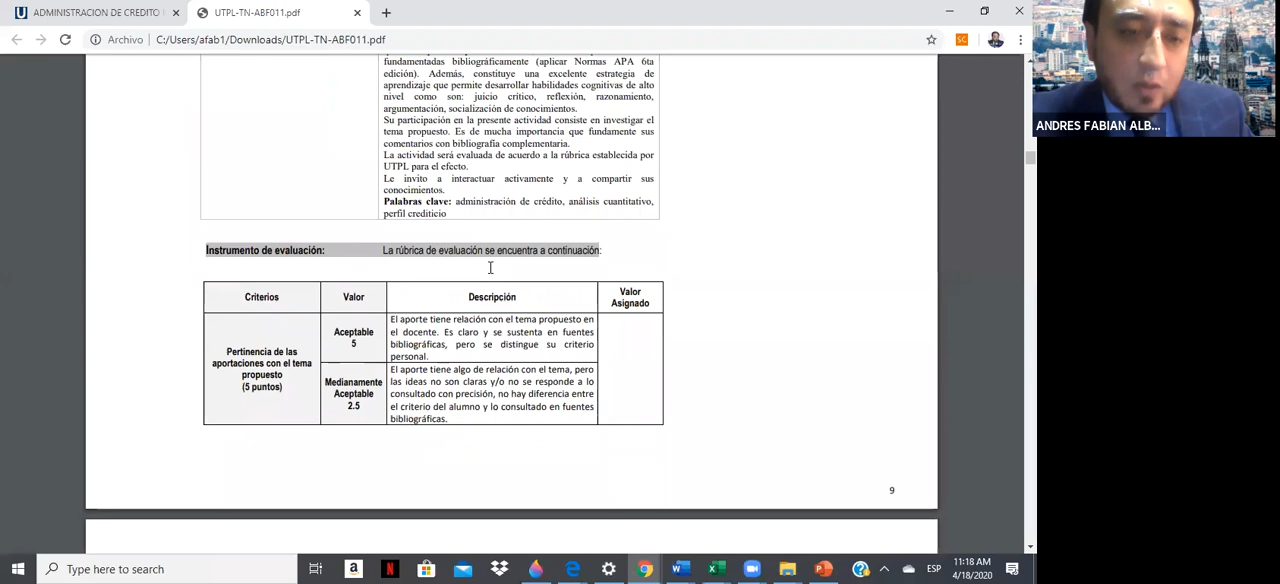 ADMINISTRACION DE CREDITO
UTPL-TN-ABF011.pdf
Archivo
C:/Users/afab1/Downloads/UTPL-TN-ABF011.pdf
SC
ANDRES FABIAN ALB...
fundamentadas bibliográficamente (aplicar Normas APA 6ta
edición). Además, constituye una excelente estrategia de
aprendizaje que permite desarrollar habilidades cognitivas de alto
nivel como son: juicio crítico, reflexión, razonamiento,
argumentación, socialización de conocimientos.
Su participación en la presente actividad consiste en investigar el
tema propuesto. Es de mucha importancia que fundamente sus
comentarios con bibliografía complementaria.
La actividad será evaluada de acuerdo a la rúbrica establecida por
UTPL para el efecto.
Le invito a interactuar activamente y a compartir sus
conocimientos.
Palabras clave: administración de crédito, análisis cuantitativo,
perfil crediticio
Instrumento de evaluación: La rúbrica de evaluación se encuentra a continuación:
Criterios
Valor
Descripción
Valor
Asignado
Pertinencia de las
aportaciones con el tema
propuesto
(5 puntos)
Aceptable
5
El aporte tiene relación con el tema propuesto en
el docente. Es claro y se sustenta en fuentes
bibliográficas, pero se distingue su criterio
personal.
Medianamente
Aceptable
2.5
El aporte tiene algo de relación con el tema, pero
las ideas no son claras y/o no se responde a lo
consultado con precisión, no hay diferencia entre
el criterio del alumno y lo consultado en fuentes
bibliográficas.
9
Type here to search
ESP
11:18 AM
4/18/2020